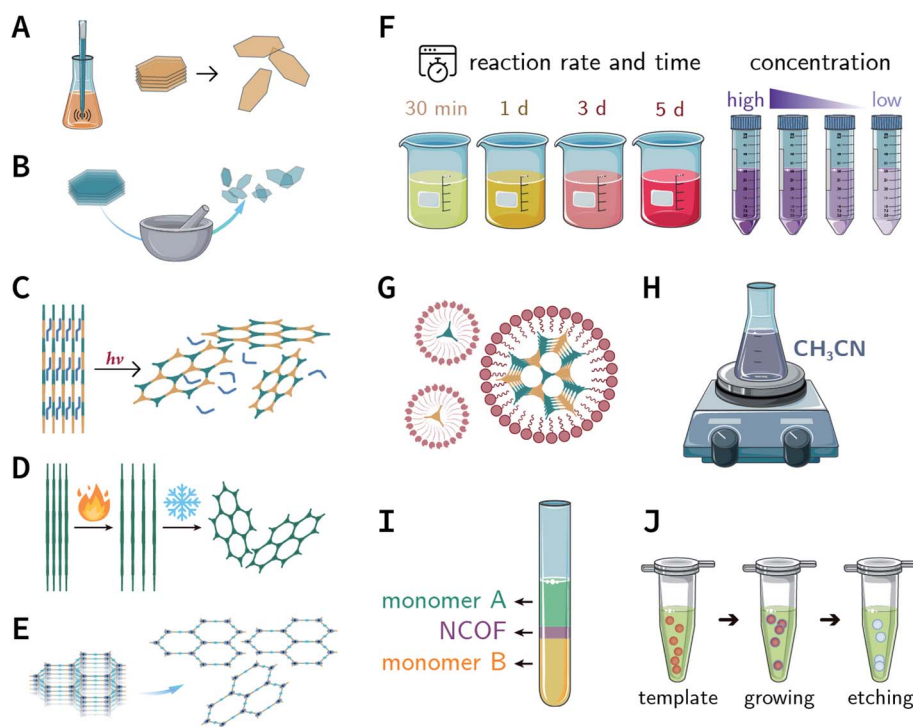 A
B
C
hν
D
E
F
reaction rate and time
30 min 1 d 3 d 5 d
concentration
high low
G
H
CH₃CN
I
monomer A
NCOF
monomer B
J
template growing etching